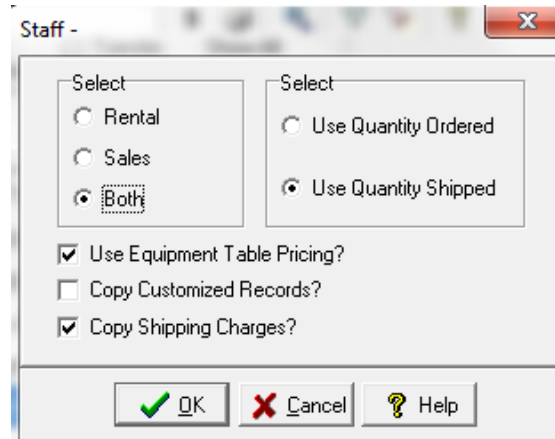 Staff -
Select
Rental
Sales
Both
Select
Use Quantity Ordered
Use Quantity Shipped
Use Equipment Table Pricing?
Copy Customized Records?
Copy Shipping Charges?
OK
Cancel
Help